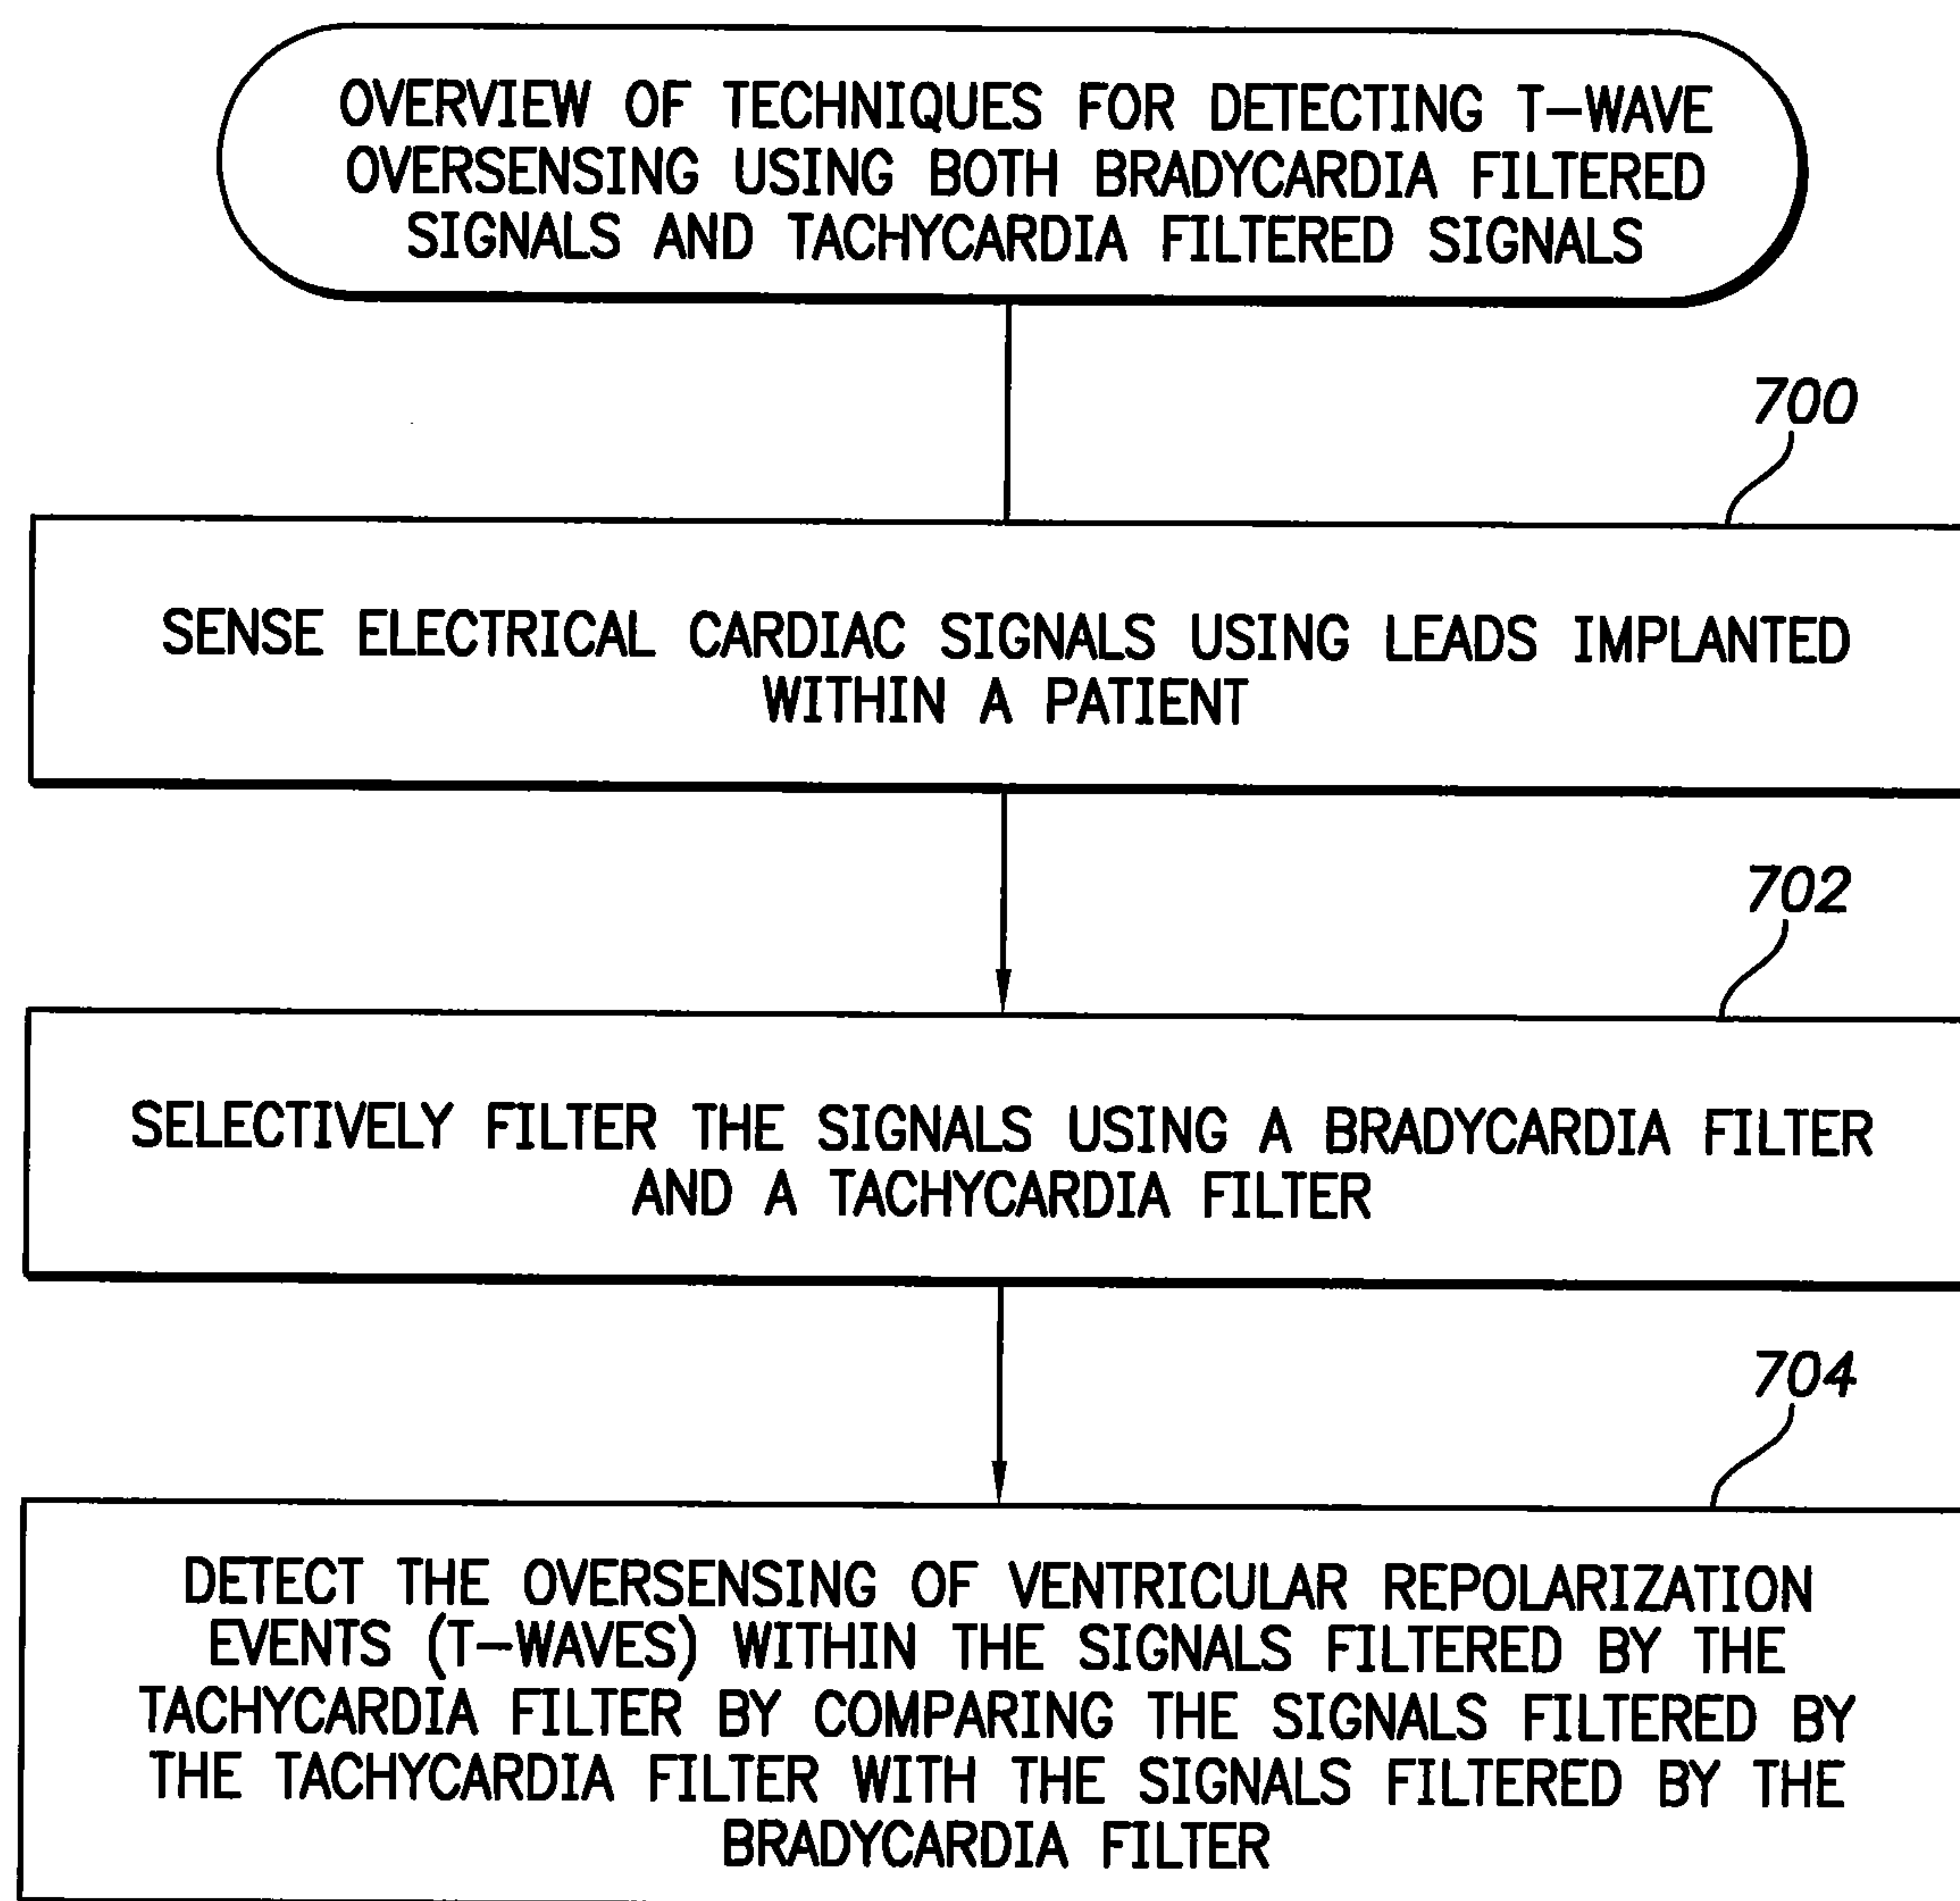 OVERVIEW OF TECHNIQUES FOR DETECTING T-WAVE
OVERSENSING USING BOTH BRADYCARDIA FILTERED
SIGNALS AND TACHYCARDIA FILTERED SIGNALS
700
SENSE ELECTRICAL CARDIAC SIGNALS USING LEADS IMPLANTED
WITHIN A PATIENT
702
SELECTIVELY FILTER THE SIGNALS USING A BRADYCARDIA FILTER
AND A TACHYCARDIA FILTER
704
DETECT THE OVERSENSING OF VENTRICULAR REPOLARIZATION
EVENTS (T-WAVES) WITHIN THE SIGNALS FILTERED BY THE
TACHYCARDIA FILTER BY COMPARING THE SIGNALS FILTERED BY
THE TACHYCARDIA FILTER WITH THE SIGNALS FILTERED BY THE
BRADYCARDIA FILTER